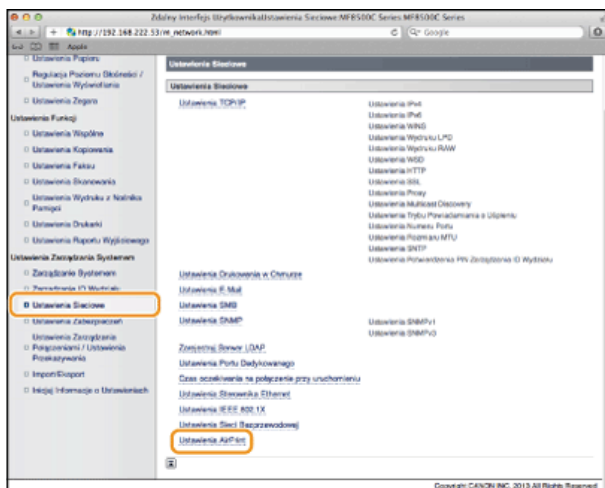 Zdalny Interfejs Użytkownika:Ustawienia Sieciowe:MF8500C Series:MF8500C Series
http://192.168.222.53/m_network.html
Google
Apple
Ustawienia Papieru
Regulacja Poziomu Głośności /
Ustawienia Wyświetlania
Ustawienia Zegara
Ustawienia Funkcji
Ustawienia Wspólne
Ustawienia Kopiowania
Ustawienia Faksu
Ustawienia Skanowania
Ustawienia Wydruku z Nośnika
Pamięci
Ustawienia Drukarki
Ustawienia Raportu Wyjściowego
Ustawienia Zarządzania Systemem
Zarządzanie Systemem
Zarządzanie ID Wydziału
Ustawienia Sieciowe
Ustawienia Zabezpieczeń
Ustawienia Zarządzania
Połączeniami / Ustawienia
Przekazywania
Import/Eksport
Inicjuj Informacje o Ustawieniach
Ustawienia Sieciowe
Ustawienia Sieciowe
Ustawienia TCP/IP
Ustawienia IPv4
Ustawienia IPv6
Ustawienia WINS
Ustawienia Wydruku LPD
Ustawienia Wydruku RAW
Ustawienia WSD
Ustawienia HTTP
Ustawienia SSL
Ustawienia Proxy
Ustawienia Multicast Discovery
Ustawienia Trybu Powiadamiania o Uśpieniu
Ustawienia Numeru Portu
Ustawienia Rozmiaru MTU
Ustawienia SNTP
Ustawienia Potwierdzenia PIN Zarządzania ID Wydziału
Ustawienia Drukowania w Chmurze
Ustawienia E-Mail
Ustawienia SMB
Ustawienia SNMP
Ustawienia SNMPv1
Ustawienia SNMPv3
Zarejestruj Serwer LDAP
Ustawienia Portu Dedykowanego
Czas oczekiwania na połączenie przy uruchomieniu
Ustawienia Sterownika Ethernet
Ustawienia IEEE 802.1X
Ustawienia Sieci Bezprzewodowej
Ustawienia AirPrint
Copyright CANON INC. 2013 All Rights Reserved